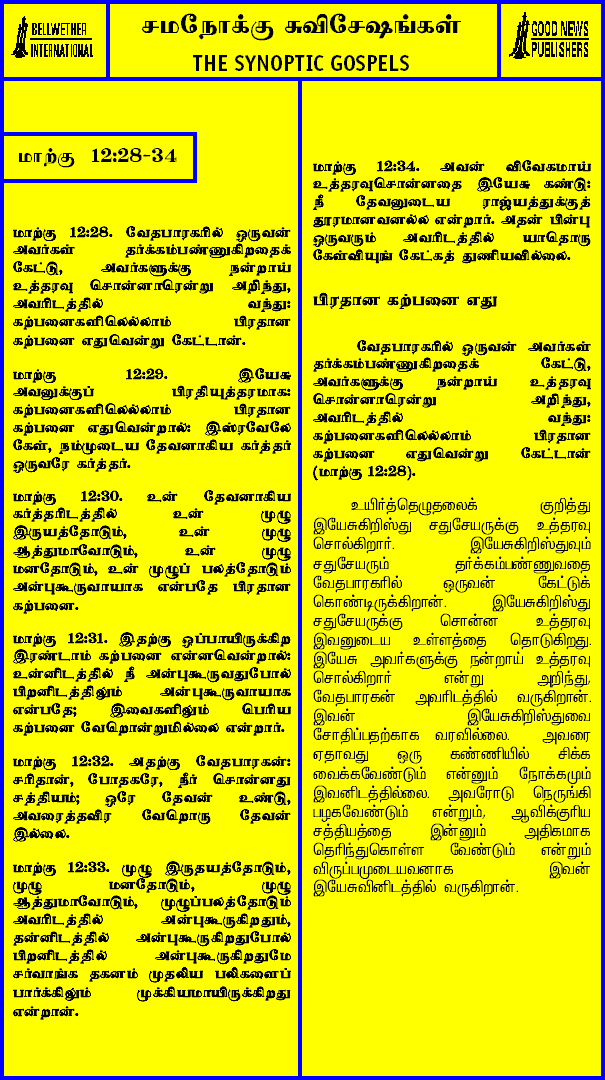 BELLWETHER
INTERNATIONAL
சமநோக்கு சுவிசேஷங்கள்
THE SYNOPTIC GOSPELS
GOOD NEWS
PUBLISHERS
மாற்கு 12:28-34
மாற்கு 12:28. வேதபாரகரில் ஒருவன்
அவர்கள் தர்க்கம்பண்ணுகிறதைக்
கேட்டு, அவர்களுக்கு நன்றாய்
உத்தரவு சொன்னாரென்று அறிந்து,
அவரிடத்தில் வந்து:
கற்பனைகளிலெல்லாம் பிரதான
கற்பனை எதுவென்று கேட்டான்.
மாற்கு 12:29. இயேசு
அவனுக்குப் பிரதியுத்தரமாக:
கற்பனைகளிலெல்லாம் பிரதான
கற்பனை எதுவென்றால்: இஸ்ரவேலே
கேள், நம்முடைய தேவனாகிய கர்த்தர்
ஒருவரே கர்த்தர்.
மாற்கு 12:30. உன் தேவனாகிய
கர்த்தரிடத்தில் உன் முழு
இருயத்தோடும், உன் முழு
ஆத்துமாவோடும், உன் முழு
மனதோடும், உன் முழுப் பலத்தோடும்
அன்புகூருவாயாக என்பதே பிரதான
கற்பனை.
மாற்கு 12:31. இதற்கு ஒப்பாயிருக்கிற
இரண்டாம் கற்பனை என்னவென்றால்:
உன்னிடத்தில் நீ அன்புகூருவதுபோல்
பிறனிடத்திலும் அன்புகூருவாயாக
என்பதே; இவைகளிலும் பெரிய
கற்பனை வேறொன்றுமில்லை என்றார்.
மாற்கு 12:32. அதற்கு வேதபாரகன்:
சரிதான், போதகரே, நீர் சொன்னது
சத்தியம்; ஒரே தேவன் உண்டு,
அவரைத்தவிர வேறொரு தேவன்
இல்லை.
மாற்கு 12:33. முழு இருதயத்தோடும்,
முழு மனதோடும், முழு
ஆத்துமாவோடும், முழுப்பலத்தோடும்
அவரிடத்தில் அன்புகூருகிறதும்,
தன்னிடத்தில் அன்புகூருகிறதுபோல்
பிறனிடத்தில் அன்புகூருகிறதுமே
சர்வாங்க தகனம் முதலிய பலிகளைப்
பார்க்கிலும் முக்கியமாயிருக்கிறது
என்றான்.
மாற்கு 12:34. அவன் விவேகமாய்
உத்தரவுசொன்னதை இயேசு கண்டு:
நீ தேவனுடைய ராஜ்யத்துக்குத்
தூரமானவனல்ல என்றார். அதன் பின்பு
ஒருவரும் அவரிடத்தில் யாதொரு
கேள்வியுங் கேட்கத் துணியவில்லை.
பிரதான கற்பனை எது
வேதபாரகரில் ஒருவன் அவர்கள்
தர்க்கம்பண்ணுகிறதைக் கேட்டு,
அவர்களுக்கு நன்றாய் உத்தரவு
சொன்னாரென்று அறிந்து,
அவரிடத்தில் வந்து:
கற்பனைகளிலெல்லாம் பிரதான
கற்பனை எதுவென்று கேட்டான்
(மாற்கு 12:28).
உயிர்த்தெழுதலைக் குறித்து
இயேசுகிறிஸ்து சதுசேயருக்கு உத்தரவு
சொல்கிறார். இயேசுகிறிஸ்துவும்
சதுசேயரும் தர்க்கம்பண்ணுவதை
வேதபாரகரில் ஒருவன் கேட்டுக்
கொண்டிருக்கிறான். இயேசுகிறிஸ்து
சதுசேயருக்கு சொன்ன உத்தரவு
இவனுடைய உள்ளத்தை தொடுகிறது.
இயேசு அவர்களுக்கு நன்றாய் உத்தரவு
சொல்கிறார் என்று அறிந்து,
வேதபாரகன் அவரிடத்தில் வருகிறான்.
இவன் இயேசுகிறிஸ்துவை
சோதிப்பதற்காக வரவில்லை. அவரை
ஏதாவது ஒரு கண்ணியில் சிக்க
வைக்கவேண்டும் என்னும் நோக்கமும்
இவனிடத்தில்லை. அவரோடு நெருங்கி
பழகவேண்டும் என்றும், ஆவிக்குரிய
சத்தியத்தை இன்னும் அதிகமாக
தெரிந்துகொள்ள வேண்டும் என்றும்
விருப்பமுடையவனாக இவன்
இயேசுவினிடத்தில் வருகிறான்.